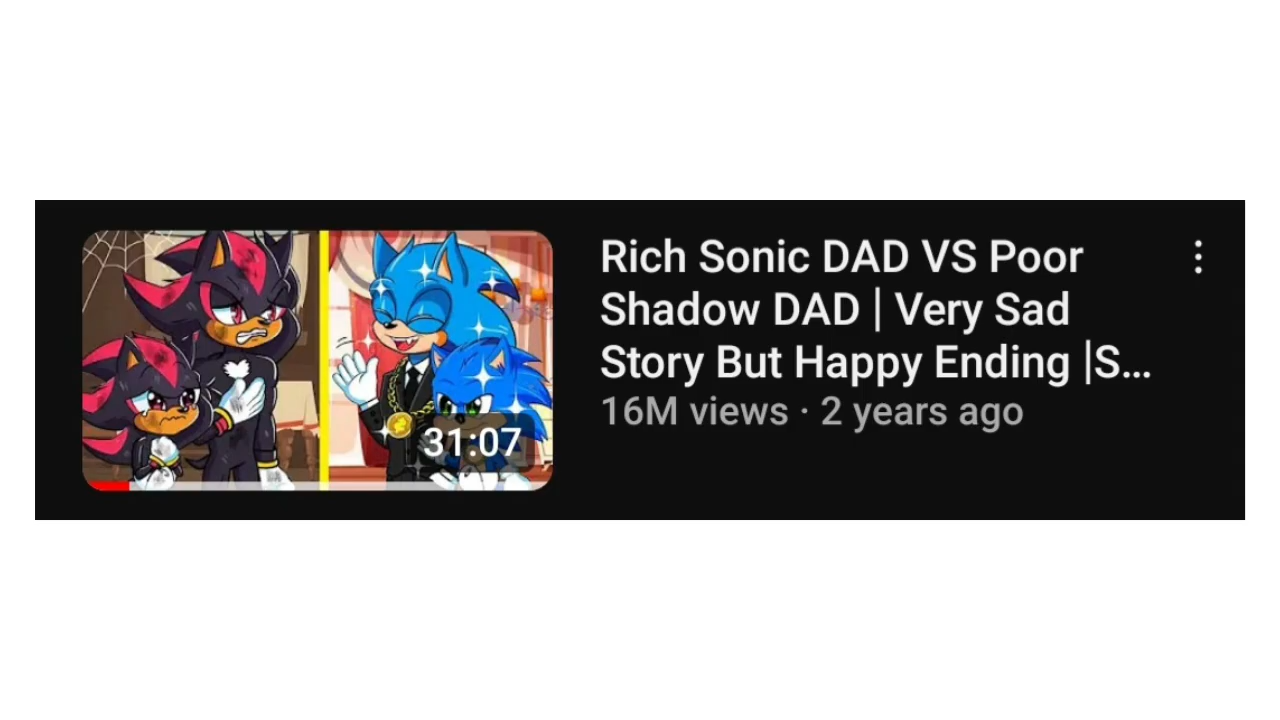 31:07
Rich Sonic DAD VS Poor
Shadow DAD | Very Sad
Story But Happy Ending |S...
16M views · 2 years ago